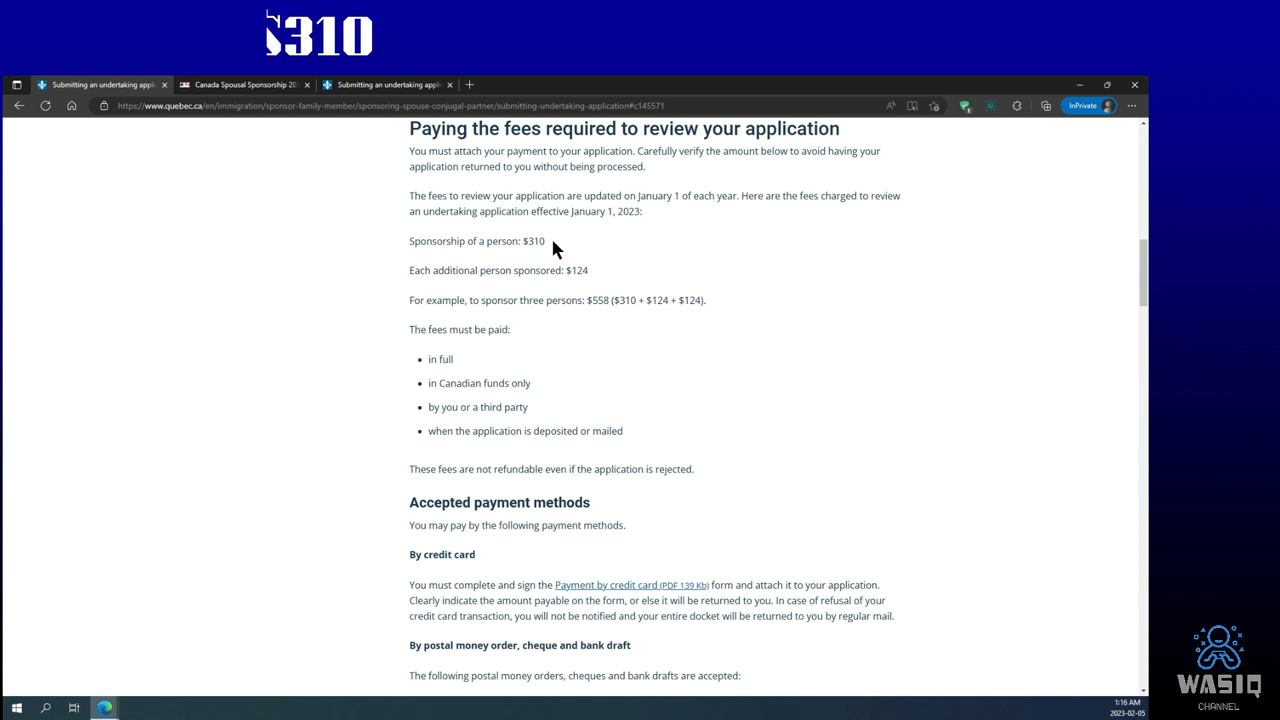 $310
Submitting an undertaking appli
Canada Spousal Sponsorship 20
Submitting an undertaking appli
https://www.quebec.ca/en/immigration/sponsor-family-member/sponsoring-spouse-conjugal-partner/submitting-undertaking-application#c145571
InPrivate
Paying the fees required to review your application
You must attach your payment to your application. Carefully verify the amount below to avoid having your
application returned to you without being processed.
The fees to review your application are updated on January 1 of each year. Here are the fees charged to review
an undertaking application effective January 1, 2023:
Sponsorship of a person: $310
Each additional person sponsored: $124
For example, to sponsor three persons: $558 ($310 + $124 + $124).
The fees must be paid:
• in full
• in Canadian funds only
• by you or a third party
• when the application is deposited or mailed
These fees are not refundable even if the application is rejected.
Accepted payment methods
You may pay by the following payment methods.
By credit card
You must complete and sign the Payment by credit card (PDF 139 Kb) form and attach it to your application.
Clearly indicate the amount payable on the form, or else it will be returned to you. In case of refusal of your
credit card transaction, you will not be notified and your entire docket will be returned to you by regular mail.
By postal money order, cheque and bank draft
The following postal money orders, cheques and bank drafts are accepted:
WASIQ
CHANNEL
1:16 AM
2023-02-05